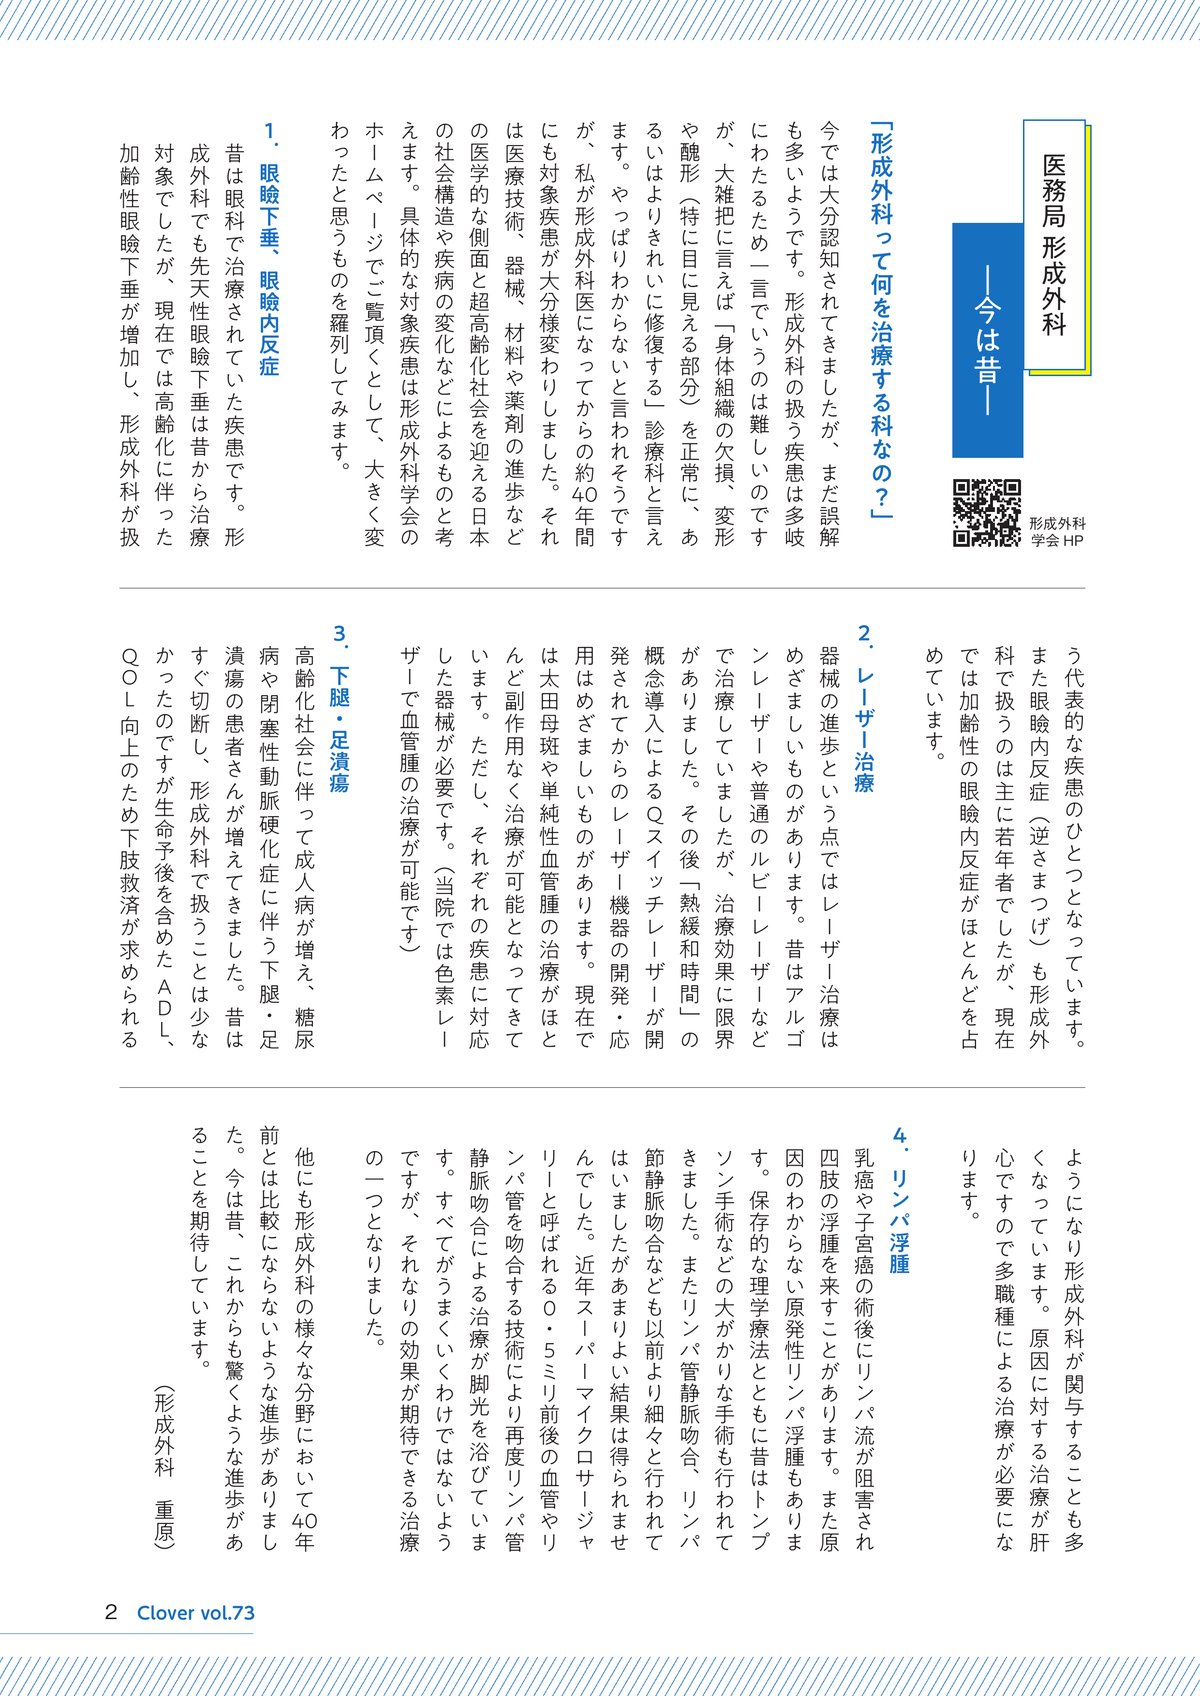 医務局 形成外科
―今は昔―
形成外科
学会 HP
「形成外科って何を治療する科なの？」
今では大分認知されてきましたが、まだ誤解
も多いようです。形成外科の扱う疾患は多岐
にわたるため一言でいうのは難しいのです
が、大雑把に言えば「身体組織の欠損、変形
や醜形（特に目に見える部分）を正常に、あ
るいはよりきれいに修復する」診療科と言え
ます。やっぱりわからないと言われそうです
が、私が形成外科医になってからの約40年間
にも対象疾患が大分様変わりしました。それ
は医療技術、器械、材料や薬剤の進歩など
の医学的な側面と超高齢化社会を迎える日本
の社会構造や疾病の変化などによるものと考
えます。具体的な対象疾患は形成外科学会の
ホームページでご覧頂くとして、大きく変
わったと思うものを羅列してみます。
1．眼瞼下垂、眼瞼内反症
昔は眼科で治療されていた疾患です。形
成外科でも先天性眼瞼下垂は昔から治療
対象でしたが、現在では高齢化に伴った
加齢性眼瞼下垂が増加し、形成外科が扱
う代表的な疾患のひとつとなっています。
また眼瞼内反症（逆さまつげ）も形成外
科で扱うのは主に若年者でしたが、現在
では加齢性の眼瞼内反症がほとんどを占
めています。
2．レーザー治療
器械の進歩という点ではレーザー治療は
めざましいものがあります。昔はアルゴ
ンレーザーや普通のルビーレーザーなど
で治療していましたが、治療効果に限界
がありました。その後「熱緩和時間」の
概念導入によるQスイッチレーザーが開
発されてからのレーザー機器の開発・応
用はめざましいものがあります。現在で
は太田母斑や単純性血管腫の治療がほと
んど副作用なく治療が可能となってきて
います。ただし、それぞれの疾患に対応
した器械が必要です。（当院では色素レー
ザーで血管腫の治療が可能です）
3．下腿・足潰瘍
高齢化社会に伴って成人病が増え、糖尿
病や閉塞性動脈硬化症に伴う下腿・足
潰瘍の患者さんが増えてきました。昔は
すぐ切断し、形成外科で扱うことは少な
かったのですが生命予後を含めたADL、
QOL向上のため下肢救済が求められる
ようになり形成外科が関与することも多
くなっています。原因に対する治療が肝
心ですので多職種による治療が必要にな
ります。
4．リンパ浮腫
乳癌や子宮癌の術後にリンパ流が阻害され
四肢の浮腫を来すことがあります。また原
因のわからない原発性リンパ浮腫もありま
す。保存的な理学療法とともに昔はトンプ
ソン手術などの大がかりな手術も行われて
きました。またリンパ管静脈吻合、リンパ
節静脈吻合なども以前より細々と行われて
はいましたがあまりよい結果は得られませ
んでした。近年スーパーマイクロサージャ
リーと呼ばれる0・5ミリ前後の血管やリ
ンパ管を吻合する技術により再度リンパ管
静脈吻合による治療が脚光を浴びていま
す。すべてがうまくいくわけではないよう
ですが、それなりの効果が期待できる治療
の一つとなりました。
他にも形成外科の様々な分野において40年
前とは比較にならないような進歩がありまし
た。今は昔、これからも驚くような進歩があ
ることを期待しています。
（形成外科　重原）
2 Clover vol.73